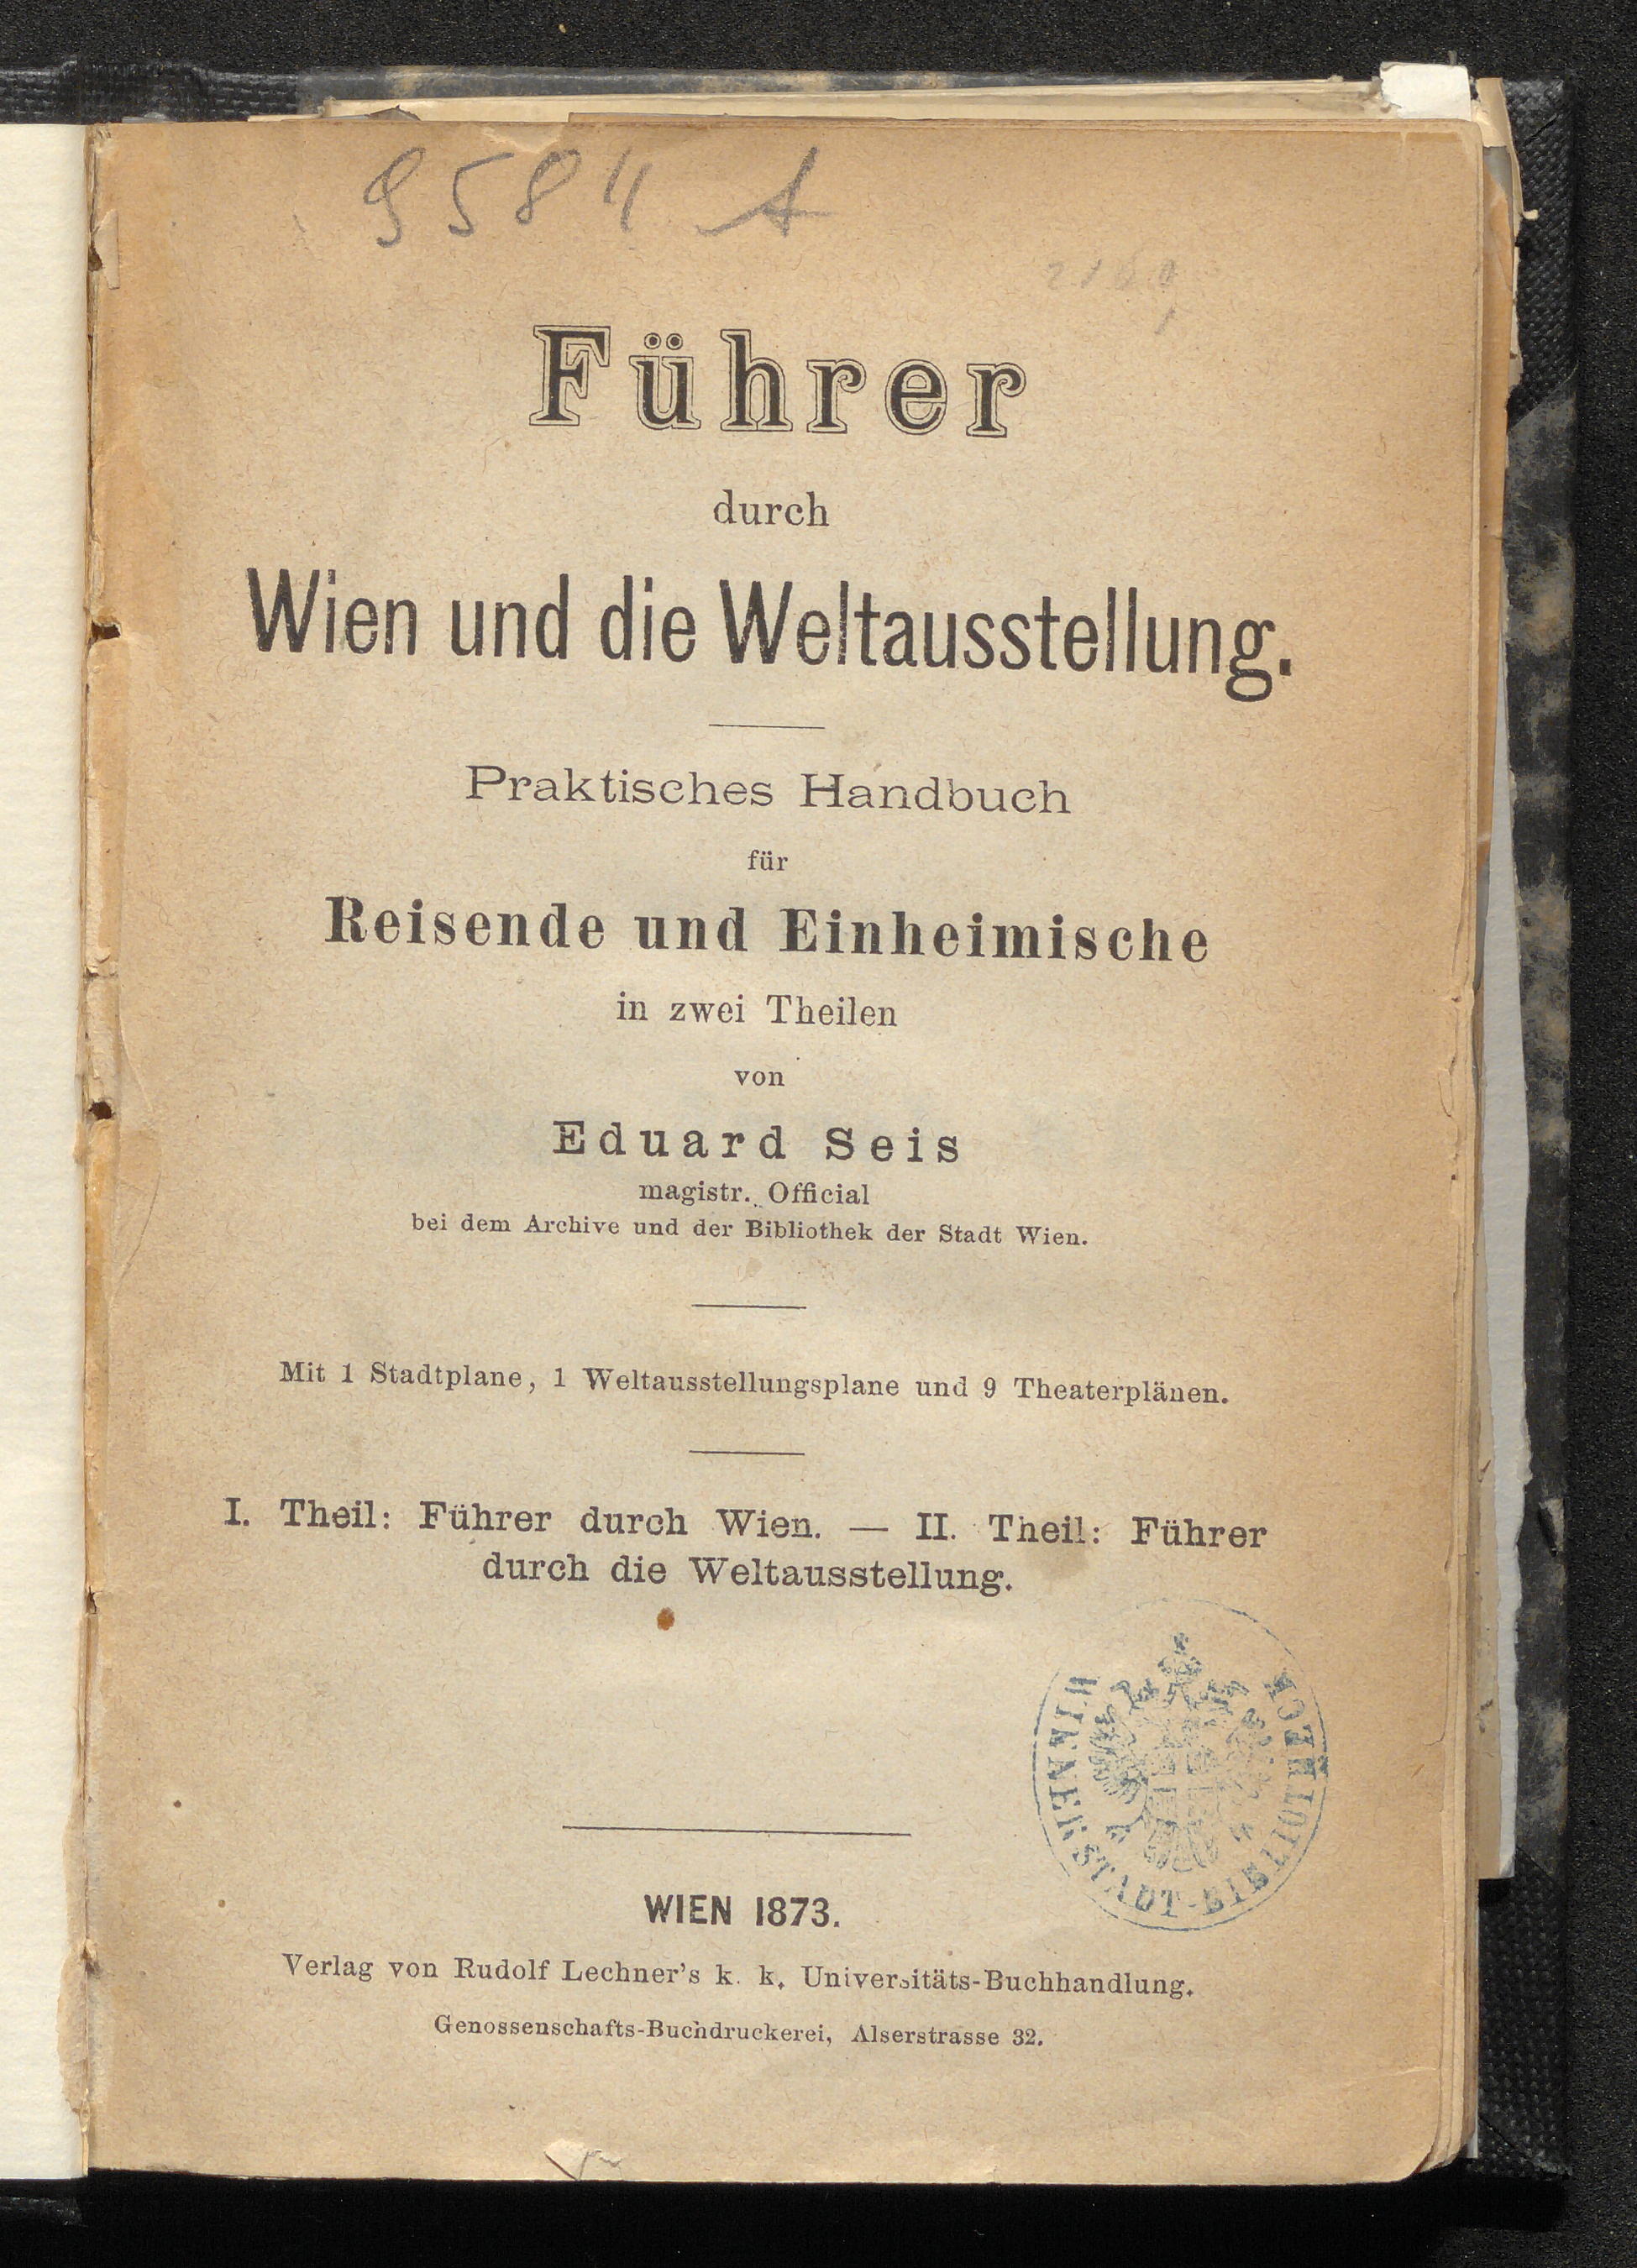 9584 A
Führer
durch
Wien und die Weltausstellung.
Praktisches Handbuch
für
Reisende und Einheimische
in zwei Theilen
von
Eduard Seis
magistr. Official
bei dem Archive und der Bibliothek der Stadt Wien.
Mit 1 Stadtplane, 1 Weltausstellungsplane und 9 Theaterplänen.
I. Theil: Führer durch Wien. — II. Theil: Führer
durch die Weltausstellung.
WIENER STADT-BIBLIOTHECK
WIEN 1873.
Verlag von Rudolf Lechner's k. k. Universitäts-Buchhandlung.
Genossenschafts-Buchdruckerei, Alserstrasse 32.